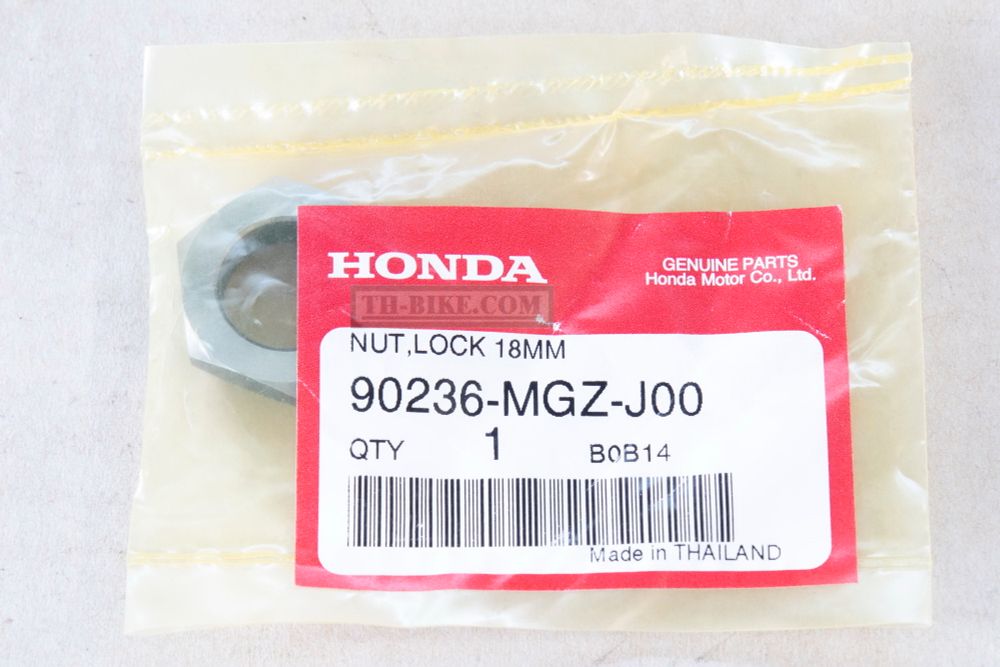 HONDA
GENUINE PARTS
Honda Motor Co., Ltd.
TH-BIKE.COM
NUT,LOCK 18MM
90236-MGZ-J00
QTY 1 B0B14
Made in THAILAND